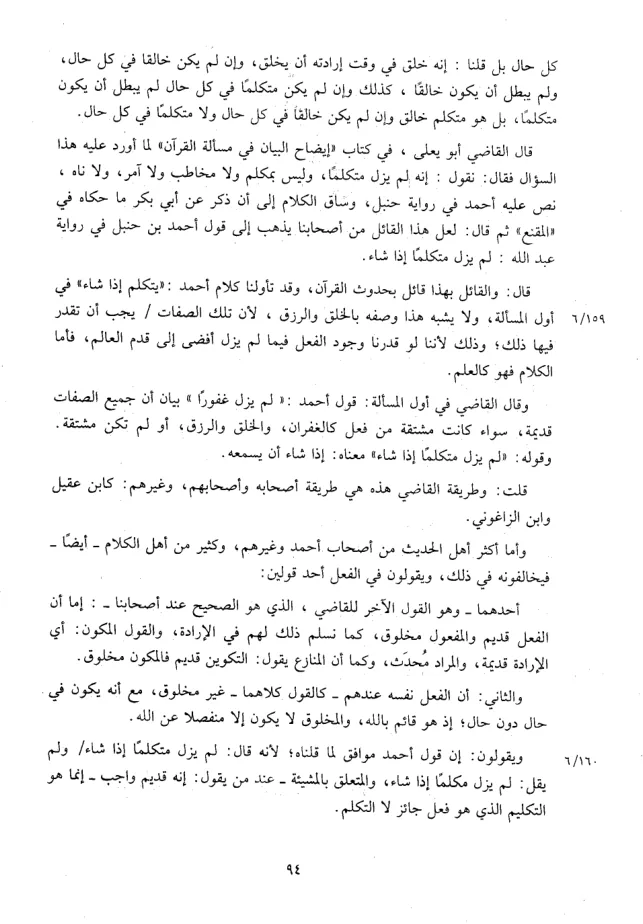 كل حال بل قلنا : إنه خلق في وقت إرادته أن يخلق، وإن لم يكن خالقا في كل حال،
ولم يبطل أن يكون خالقًا ، كذلك وإن لم يكن متكلمًا في كل حال لم يبطل أن يكون
متكلمًا، بل هو متكلم خالق وإن لم يكن خالقاً في كل حال ولا متكلمًا في كل حال.
قال القاضي أبو يعلى ، في كتاب «إيضاح البيان في مسألة القرآن» لما أورد عليه هذا
السؤال فقال: نقول : إنه لم يزل متكلمًا، وليس بمكلم ولا مخاطب ولا آمر، ولا ناه ،
نص عليه أحمد في رواية حنبل، وساق الكلام إلى أن ذكر عن أبي بكر ما حكاه في
«المقنع» ثم قال: لعل هذا القائل من أصحابنا يذهب إلى قول أحمد بن حنبل في رواية
عبد الله : لم يزل متكلمًا إذا شاء.
قال: والقائل بهذا قائل بحدوث القرآن، وقد تأولنا كلام أحمد :«يتكلم إذا شاء» في
أول المسألة، ولا يشبه هذا وصفه بالخلق والرزق ، لأن تلك الصفات / يجب أن تقدر
٦/١٥٩
فيها ذلك؛ وذلك لأننا لو قدرنا وجود الفعل فيما لم يزل أفضى إلى قدم العالم، فأما
الكلام فهو كالعلم.
وقال القاضي في أول المسألة: قول أحمد :« لم يزل غفورًا » بيان أن جميع الصفات
قديمة، سواء كانت مشتقة من فعل كالغفران، والخلق والرزق، أو لم تكن مشتقة.
وقوله: «لم يزل متكلمًا إذا شاء» معناه: إذا شاء أن يسمعه.
قلت: وطريقة القاضي هذه هي طريقة أصحابه وأصحابهم، وغيرهم: كابن عقيل
وابن الزاغوني.
وأما أكثر أهل الحديث من أصحاب أحمد وغيرهم، وكثير من أهل الكلام ـ أيضًا ـ
فيخالفونه في ذلك، ويقولون في الفعل أحد قولين:
أحدهما ـ وهو القول الآخر للقاضي ، الذي هو الصحيح عند أصحابنا ـ : إما أن
الفعل قديم والمفعول مخلوق، كما نسلم ذلك لهم في الإرادة، والقول المكون: أي
الإرادة قديمة، والمراد مُحدَث، وكما أن المنازع يقول: التكوين قديم فالمكون مخلوق.
والثاني: أن الفعل نفسه عندهم ـ كالقول كلاهما ـ غير مخلوق، مع أنه يكون في
حال دون حال؛ إذ هو قائم بالله، والمخلوق لا يكون إلا منفصلا عن الله.
ويقولون: إن قول أحمد موافق لما قلناه؛ لأنه قال: لم يزل متكلمًا إذا شاء/ ولم
٦/١٦٠
يقل: لم يزل مكلمًا إذا شاء، والمتعلق بالمشيئة ـ عند من يقول: إنه قديم واجب ـ إنما هو
التكليم الذي هو فعل جائز لا التكلم.
٩٤